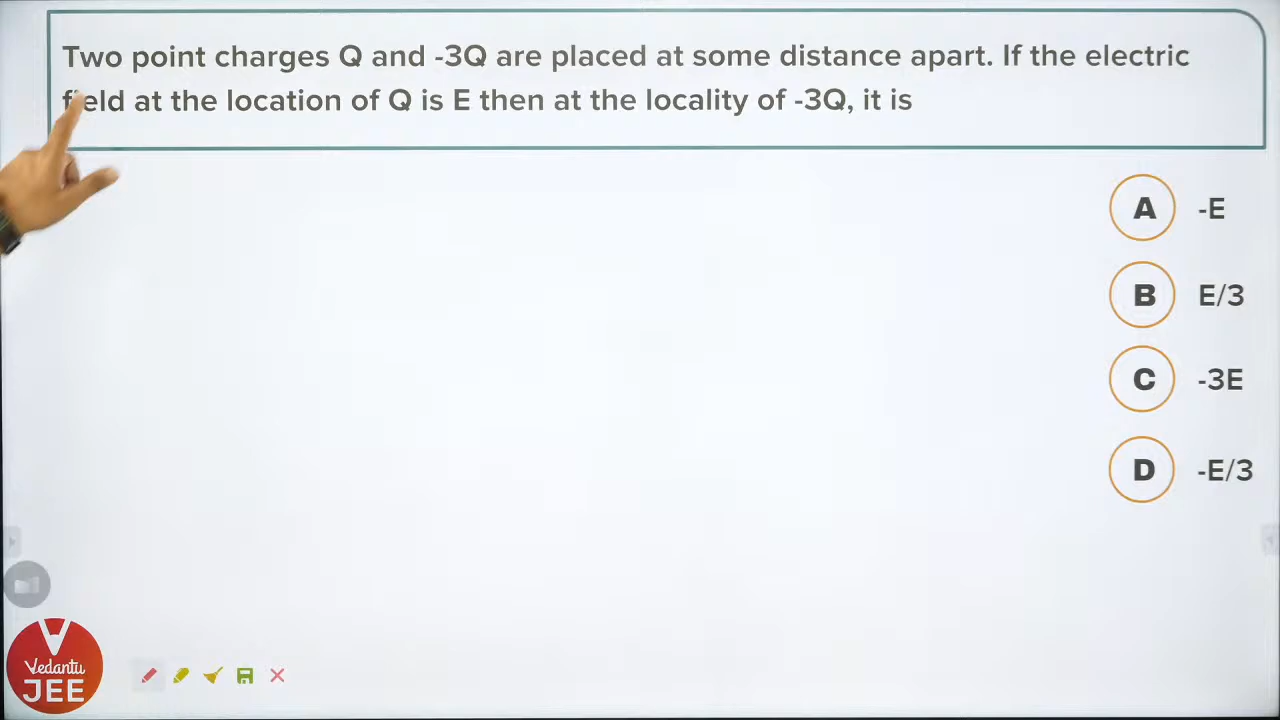 Two point charges Q and -3Q are placed at some distance apart. If the electric
field at the location of Q is E then at the locality of -3Q, it is
A -E
B E/3
C -3E
D -E/3
Vedantu
JEE